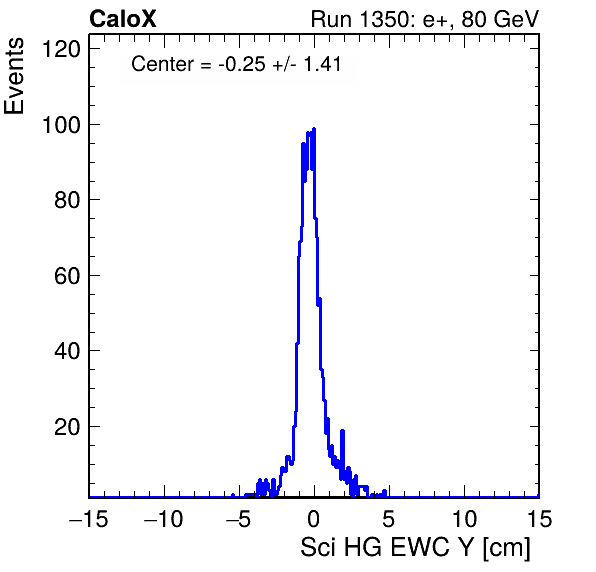 CaloX Run 1350: e+, 80 GeV
Center = -0.25 +/- 1.41
Events
120
100
80
60
40
20
−15 −10 −5 0 5 10 15
Sci HG EWC Y [cm]